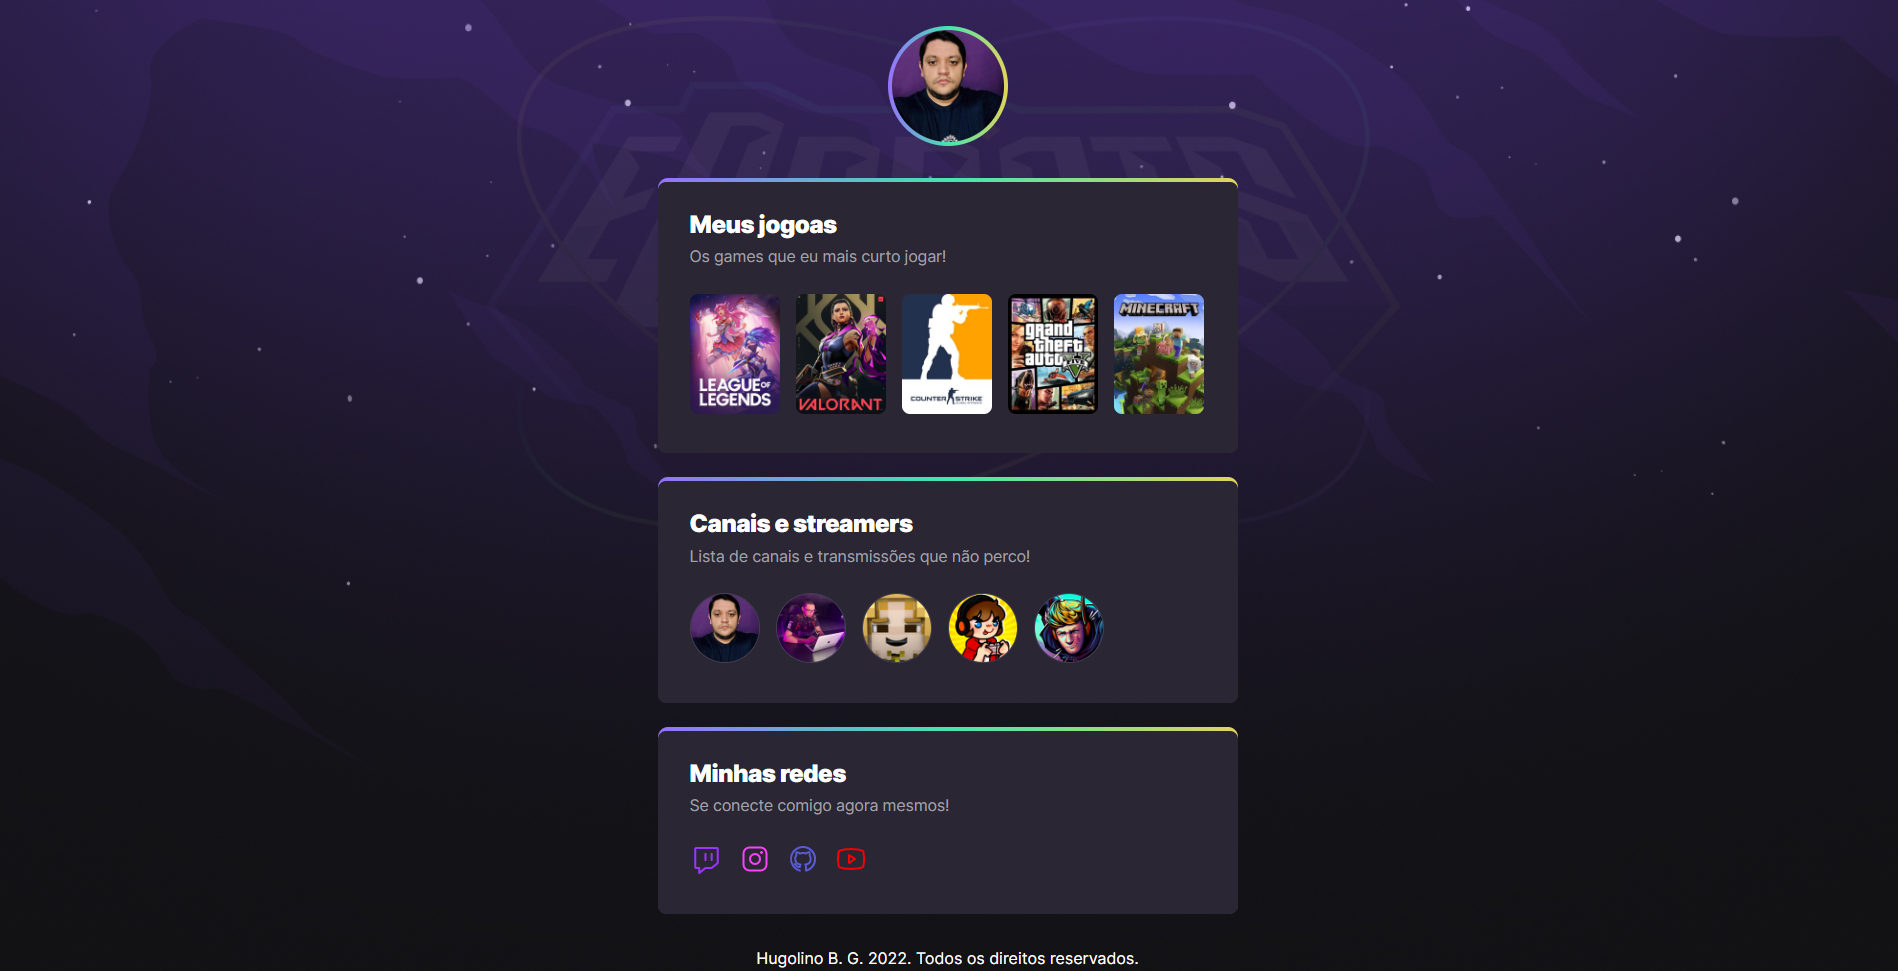 eSPORTS
Meus jogoas
Os games que eu mais curto jogar!
LEAGUE OF
LEGENDS
VALORANT
COUNTER STRIKE
grand
theft
auto V
FIVE
MINECRAFT
Canais e streamers
Lista de canais e transmissões que não perco!
Minhas redes
Se conecte comigo agora mesmos!
Hugolino B. G. 2022. Todos os direitos reservados.